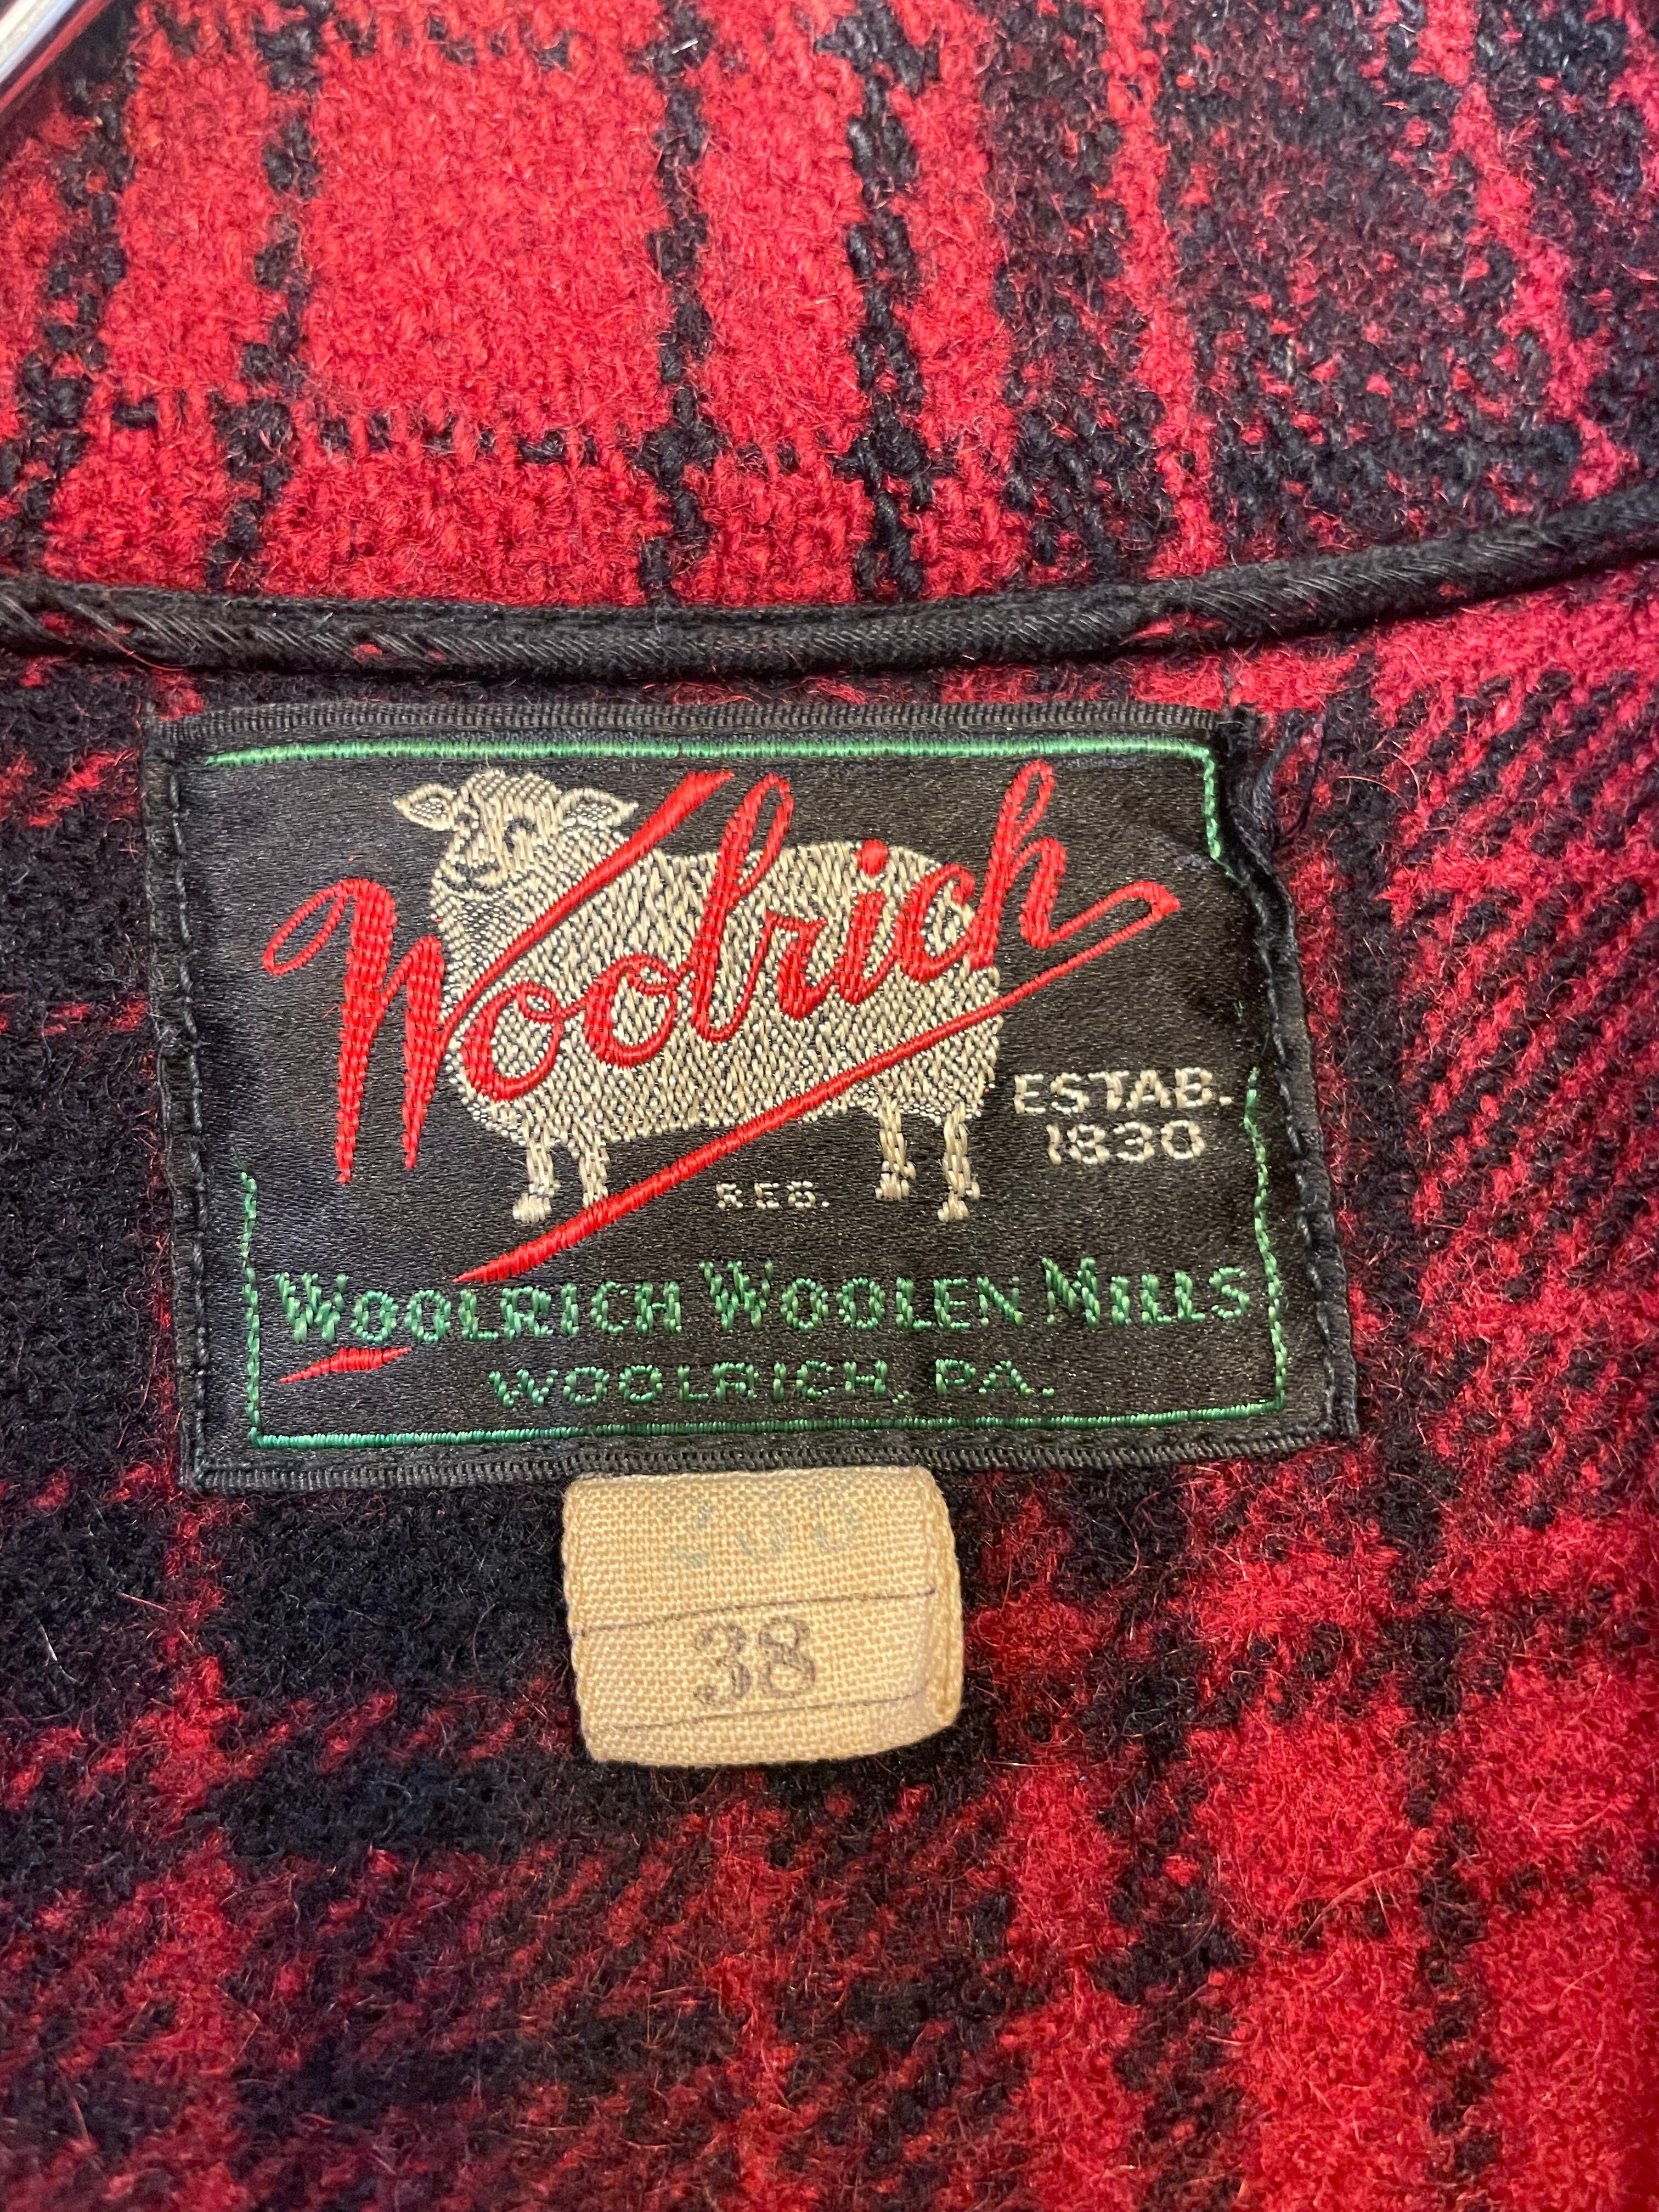 Woolrich
ESTAB.
1830
REG.
WOOLRICH WOOLEN MILLS
WOOLRICH, PA.
38